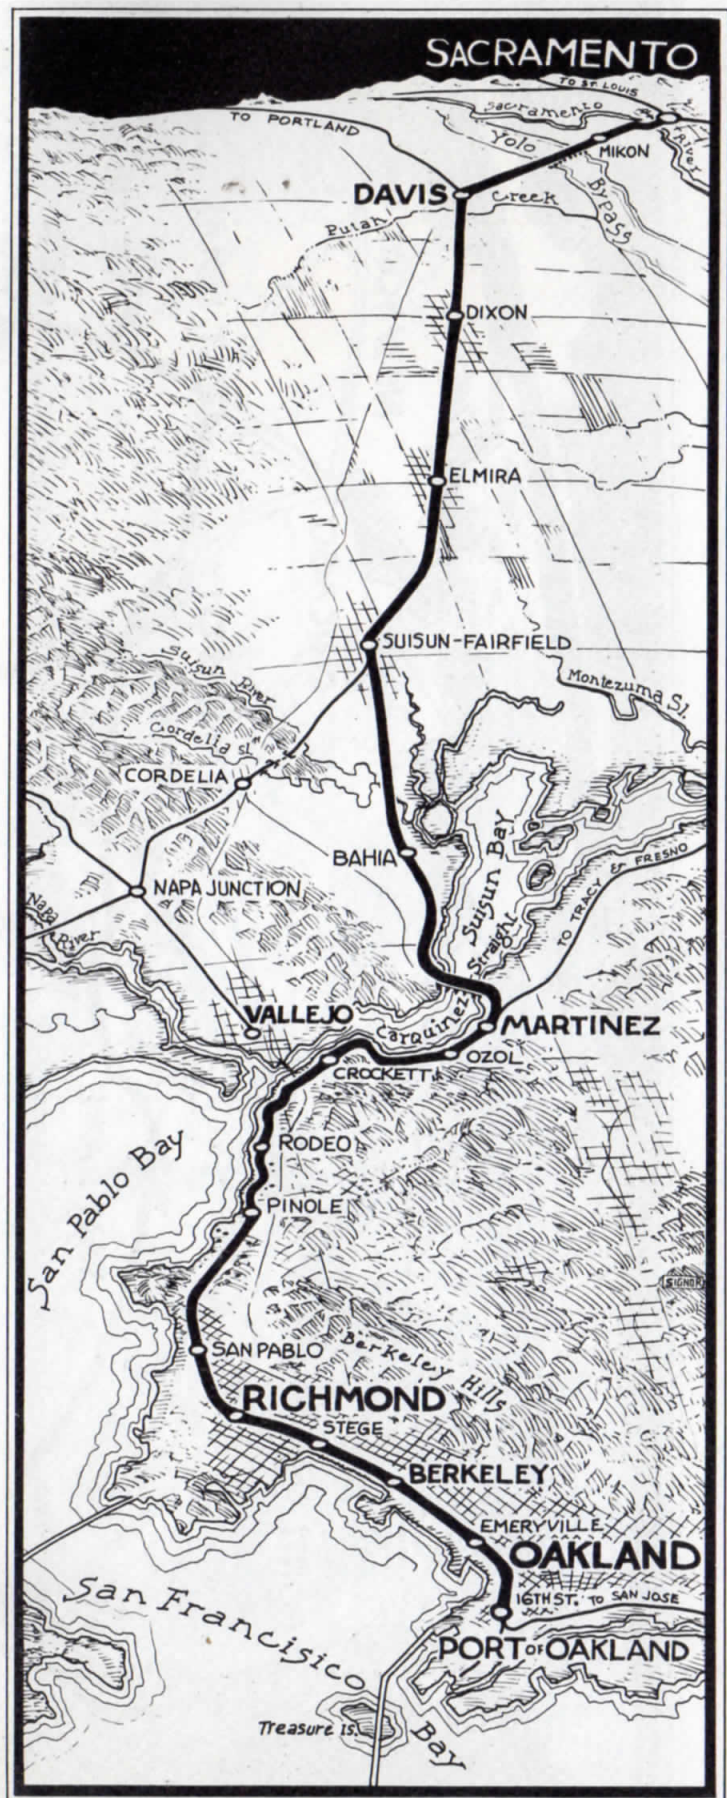 SACRAMENTO
TO ST. LOUIS
TO PORTLAND
Sacramento
River
Yolo
Bypass
MIKON
DAVIS
Putah
Creek
DIXON
ELMIRA
SUISUN-FAIRFIELD
Suisun River
Montezuma Sl.
Cordelia Sl.
CORDELIA
BAHIA
Suisun Bay
NAPA JUNCTION
TO TRACY & FRESNO
Napa
River
Carquinez
Straight
VALLEJO
MARTINEZ
OZOL
CROCKETT
RODEO
San Pablo Bay
PINOLE
SIGNOR
SAN PABLO
Berkeley Hills
RICHMOND
STEGE
BERKELEY
EMERYVILLE
OAKLAND
16TH ST.
TO SAN JOSE
PORT OF OAKLAND
San Francisico
Bay
Treasure Is.